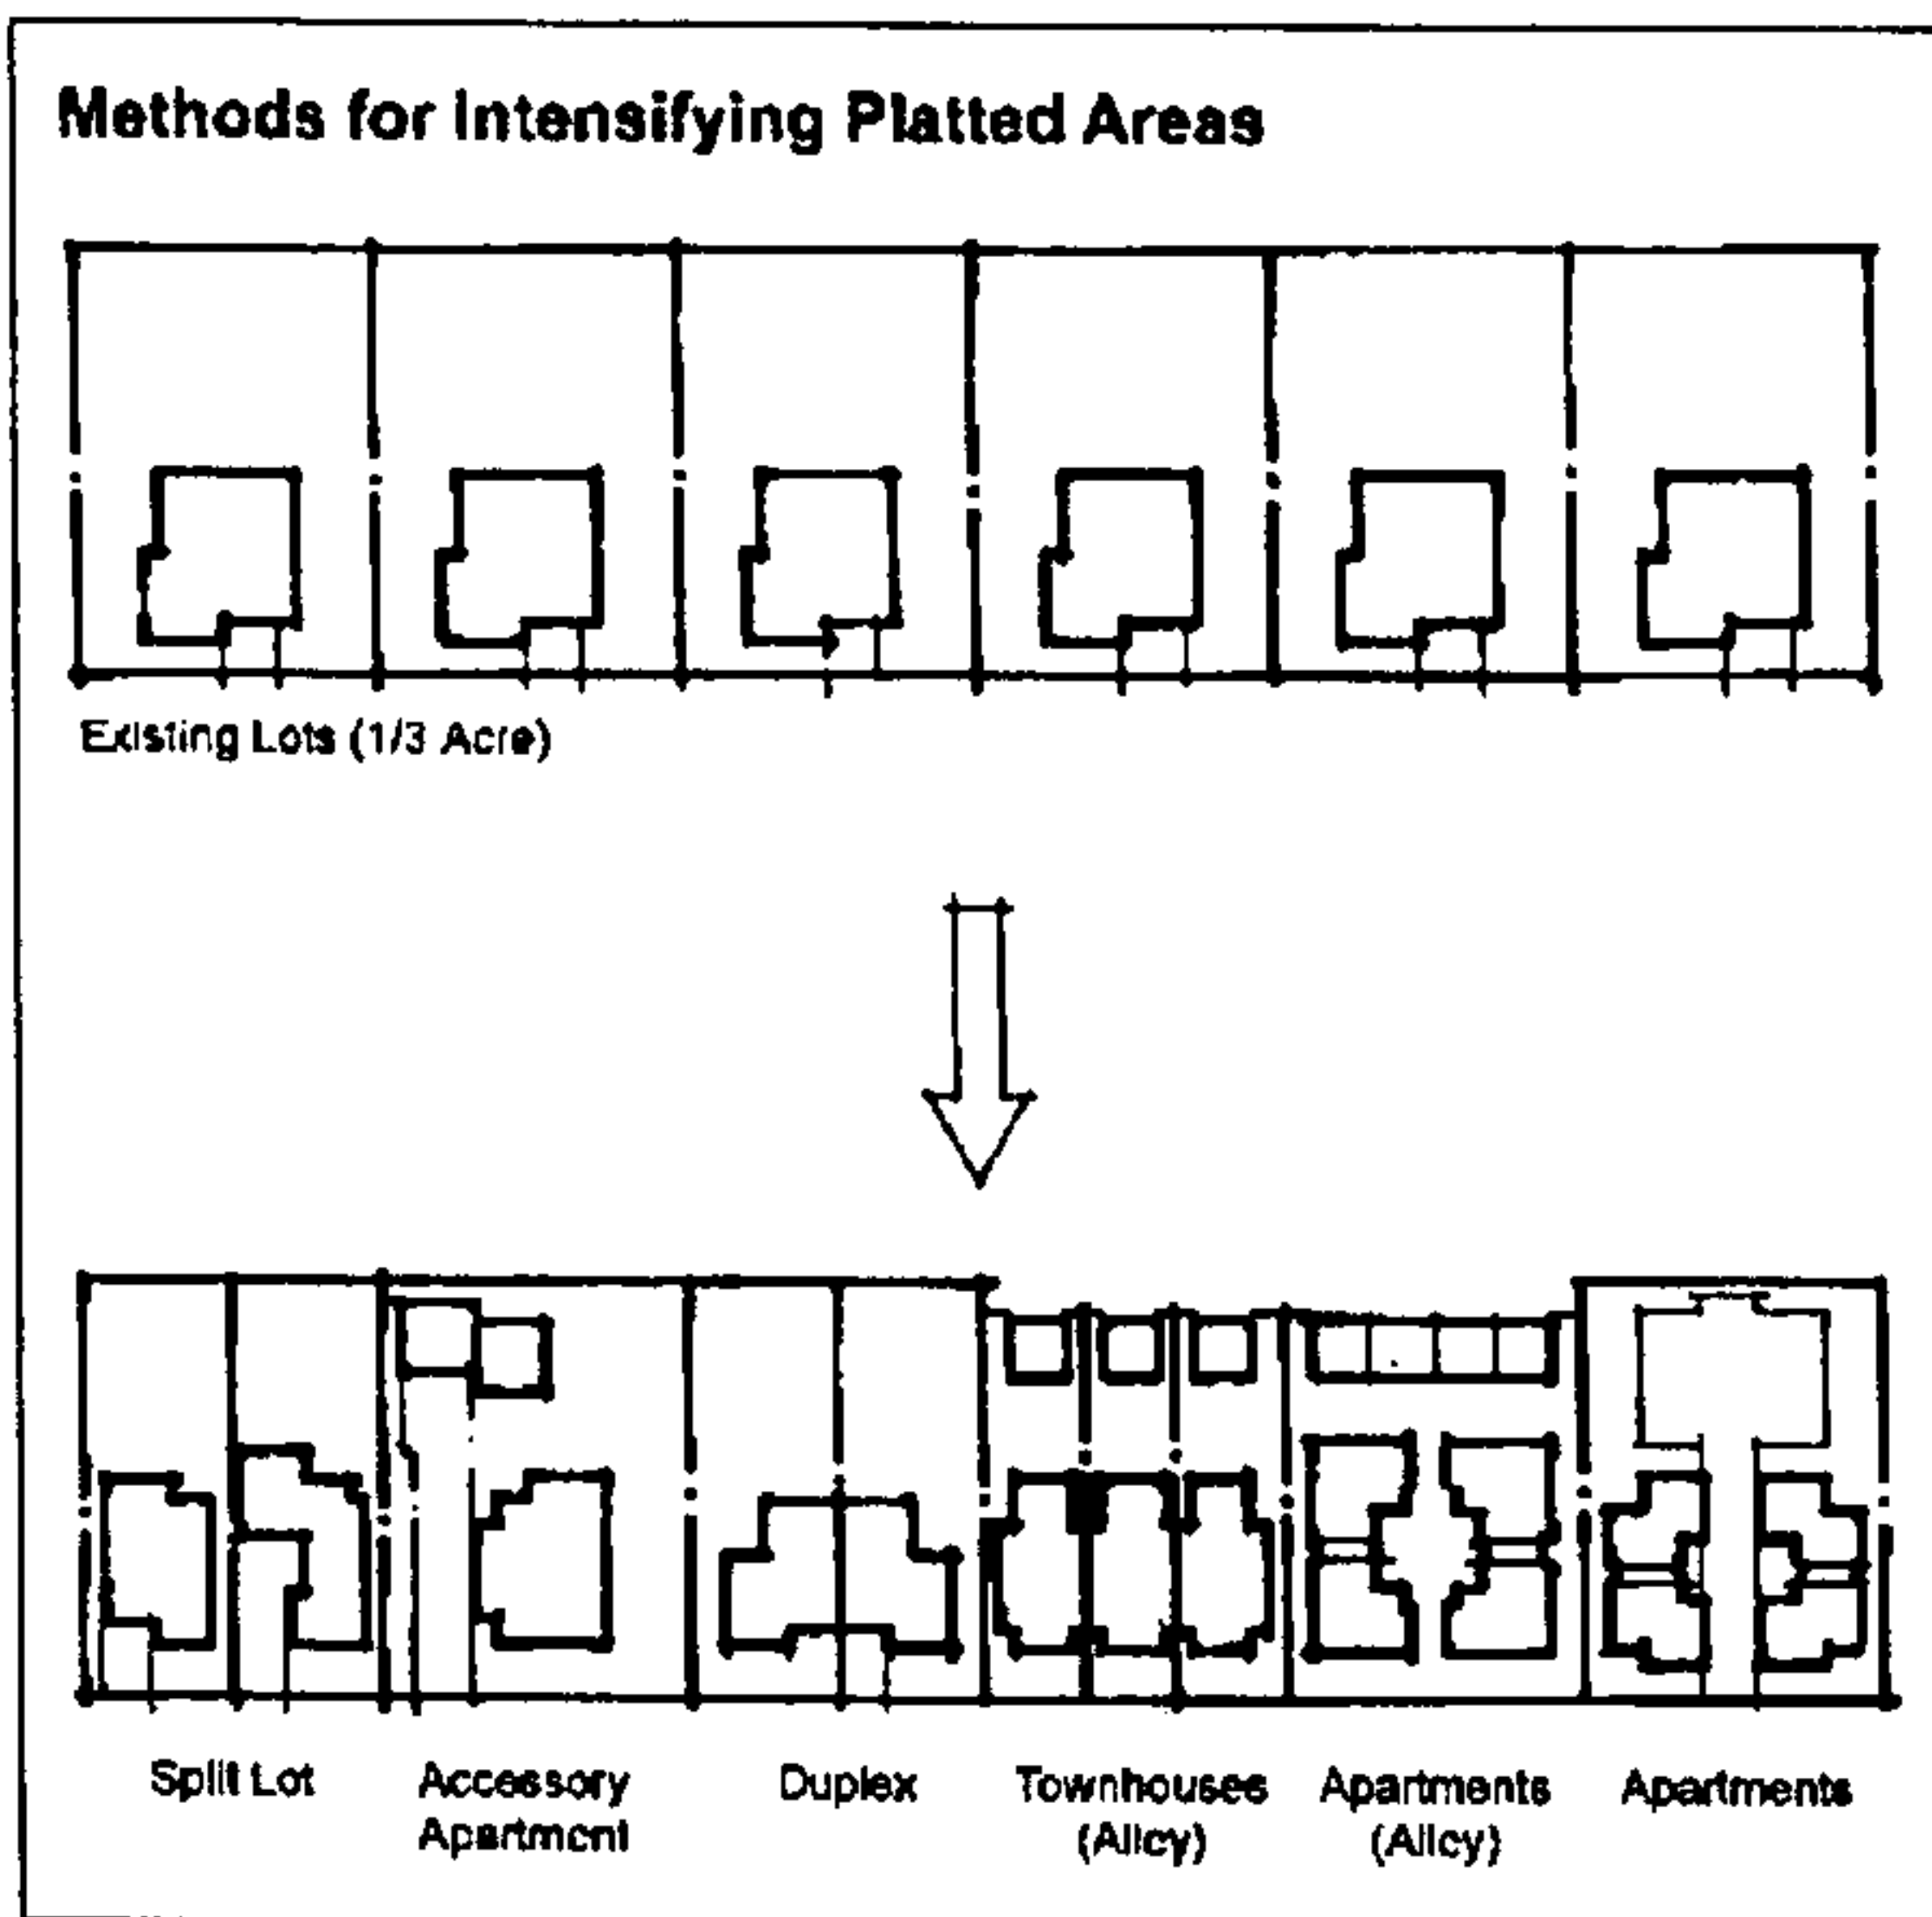 Methods for Intensifying Platted Areas
Existing Lots (1/3 Acre)
Split Lot
Accessory
Apartment
Duplex
Townhouses
(Alley)
Apartments
(Alley)
Apartments